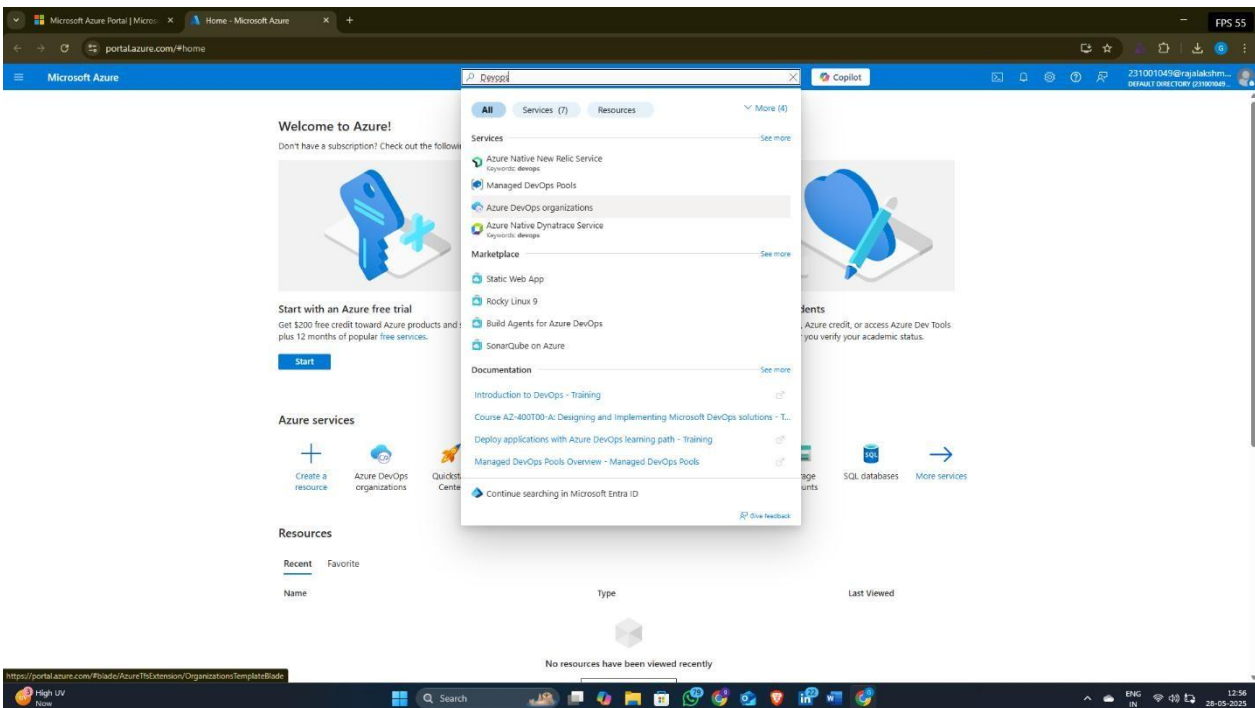 Microsoft Azure Portal | Micros
Home - Microsoft Azure
FPS 55
portal.azure.com/#home
Microsoft Azure
Devops
Copilot
231001049@rajalakshm...
DEFAULT DIRECTORY (231001049...
All
Services (7)
Resources
More (4)
Welcome to Azure!
Don't have a subscription? Check out the followi
Services
See more
Azure Native New Relic Service
Keywords: devops
Managed DevOps Pools
Azure DevOps organizations
Azure Native Dynatrace Service
Keywords: devops
Marketplace
See more
Static Web App
Rocky Linux 9
Build Agents for Azure DevOps
SonarQube on Azure
Start with an Azure free trial
Get $200 free credit toward Azure products and s
plus 12 months of popular free services.
Start
dents
, Azure credit, or access Azure Dev Tools
you verify your academic status.
Documentation
See more
Introduction to DevOps - Training
Course AZ-400T00-A: Designing and Implementing Microsoft DevOps solutions - T...
Deploy applications with Azure DevOps learning path - Training
Managed DevOps Pools Overview - Managed DevOps Pools
Continue searching in Microsoft Entra ID
Give feedback
Azure services
Create a resource
Azure DevOps organizations
Quickst
Cente
rage
unts
SQL
SQL databases
More services
Resources
Recent
Favorite
Name
Type
Last Viewed
No resources have been viewed recently
https://portal.azure.com/#blade/AzureTfsExtension/OrganizationsTemplateBlade
High UV
Now
Search
ENG
IN
12:56
28-05-2025